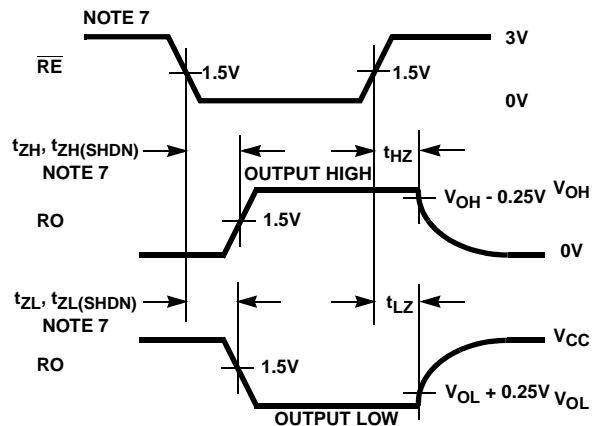 NOTE 7
RE
1.5V
1.5V
3V
0V
tZH, tZH(SHDN)
NOTE 7
OUTPUT HIGH
tHZ
RO
1.5V
VOH - 0.25V
VOH
0V
tZL, tZL(SHDN)
NOTE 7
tLZ
RO
1.5V
VCC
VOL + 0.25V
VOL
OUTPUT LOW